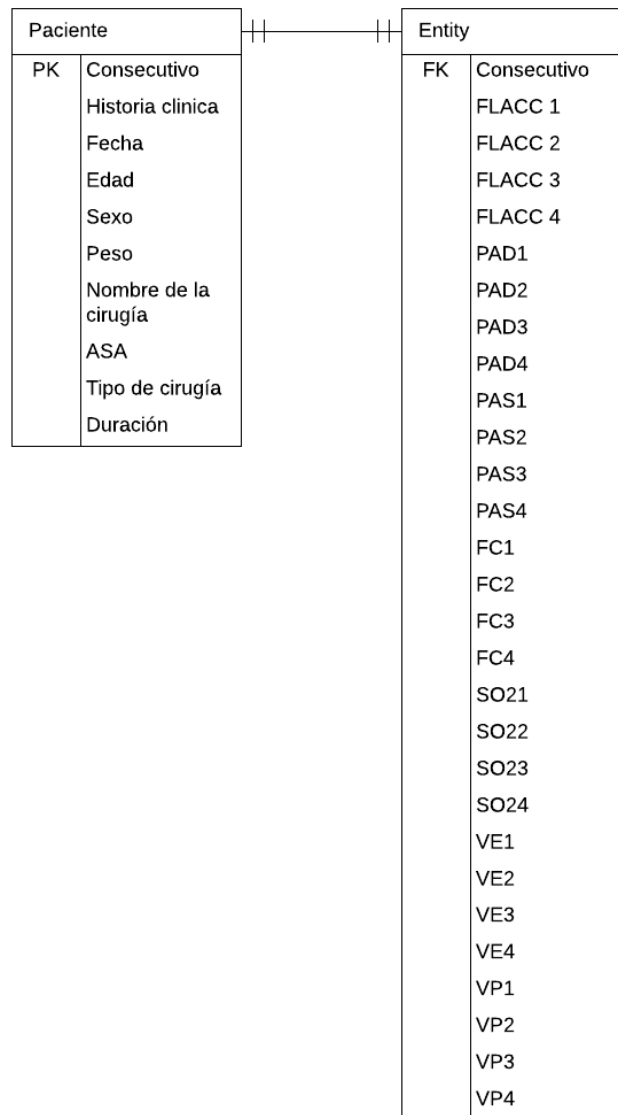 Paciente
PK Consecutivo
Historia clinica
Fecha
Edad
Sexo
Peso
Nombre de la
cirugía
ASA
Tipo de cirugía
Duración
Entity
FK Consecutivo
FLACC 1
FLACC 2
FLACC 3
FLACC 4
PAD1
PAD2
PAD3
PAD4
PAS1
PAS2
PAS3
PAS4
FC1
FC2
FC3
FC4
SO21
SO22
SO23
SO24
VE1
VE2
VE3
VE4
VP1
VP2
VP3
VP4